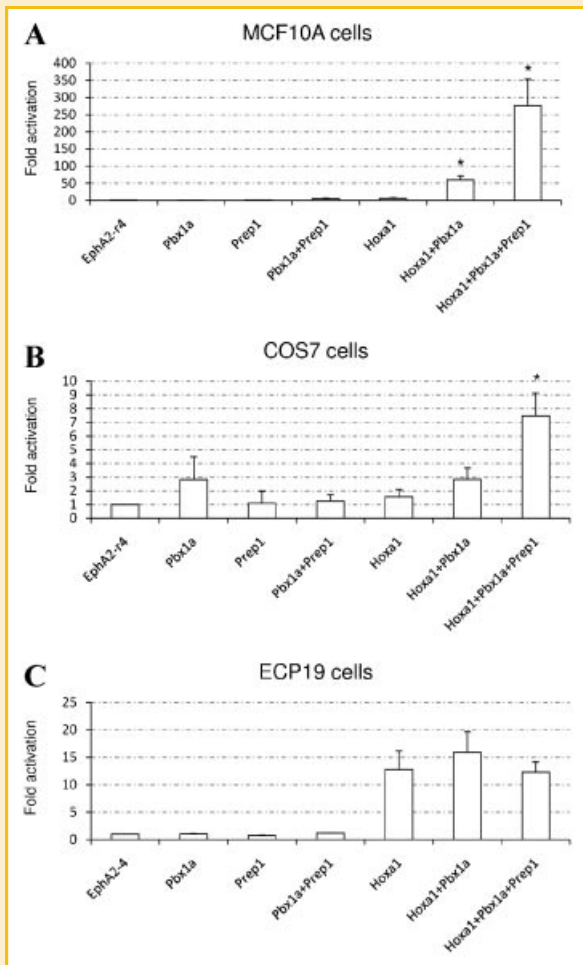 A
MCF10A cells
Fold activation
400
350
300
250
200
150
100
50
0
*
*
EphA2-r4
Pbx1a
Prep1
Pbx1a+Prep1
Hoxa1
Hoxa1+Pbx1a
Hoxa1+Pbx1a+Prep1
B
COS7 cells
Fold activation
10
9
8
7
6
5
4
3
2
1
0
*
EphA2-r4
Pbx1a
Prep1
Pbx1a+Prep1
Hoxa1
Hoxa1+Pbx1a
Hoxa1+Pbx1a+Prep1
C
ECP19 cells
Fold activation
25
20
15
10
5
0
EphA2-4
Pbx1a
Prep1
Pbx1a+Prep1
Hoxa1
Hoxa1+Pbx1a
Hoxa1+Pbx1a+Prep1